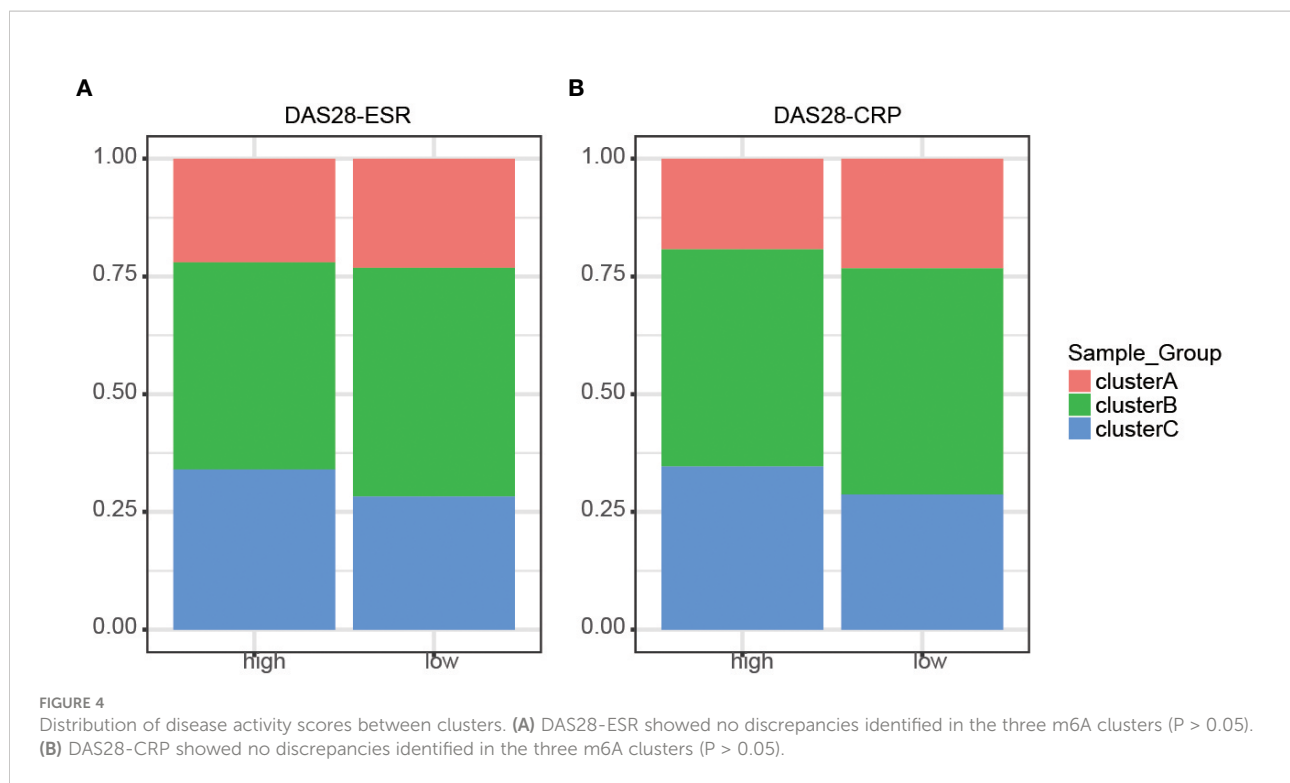 A
DAS28-ESR
1.00
0.75
0.50
0.25
0.00
high low
B
DAS28-CRP
1.00
0.75
0.50
0.25
0.00
high low
Sample_Group
clusterA
clusterB
clusterC
FIGURE 4
Distribution of disease activity scores between clusters. (A) DAS28-ESR showed no discrepancies identified in the three m6A clusters (P > 0.05).
(B) DAS28-CRP showed no discrepancies identified in the three m6A clusters (P > 0.05).